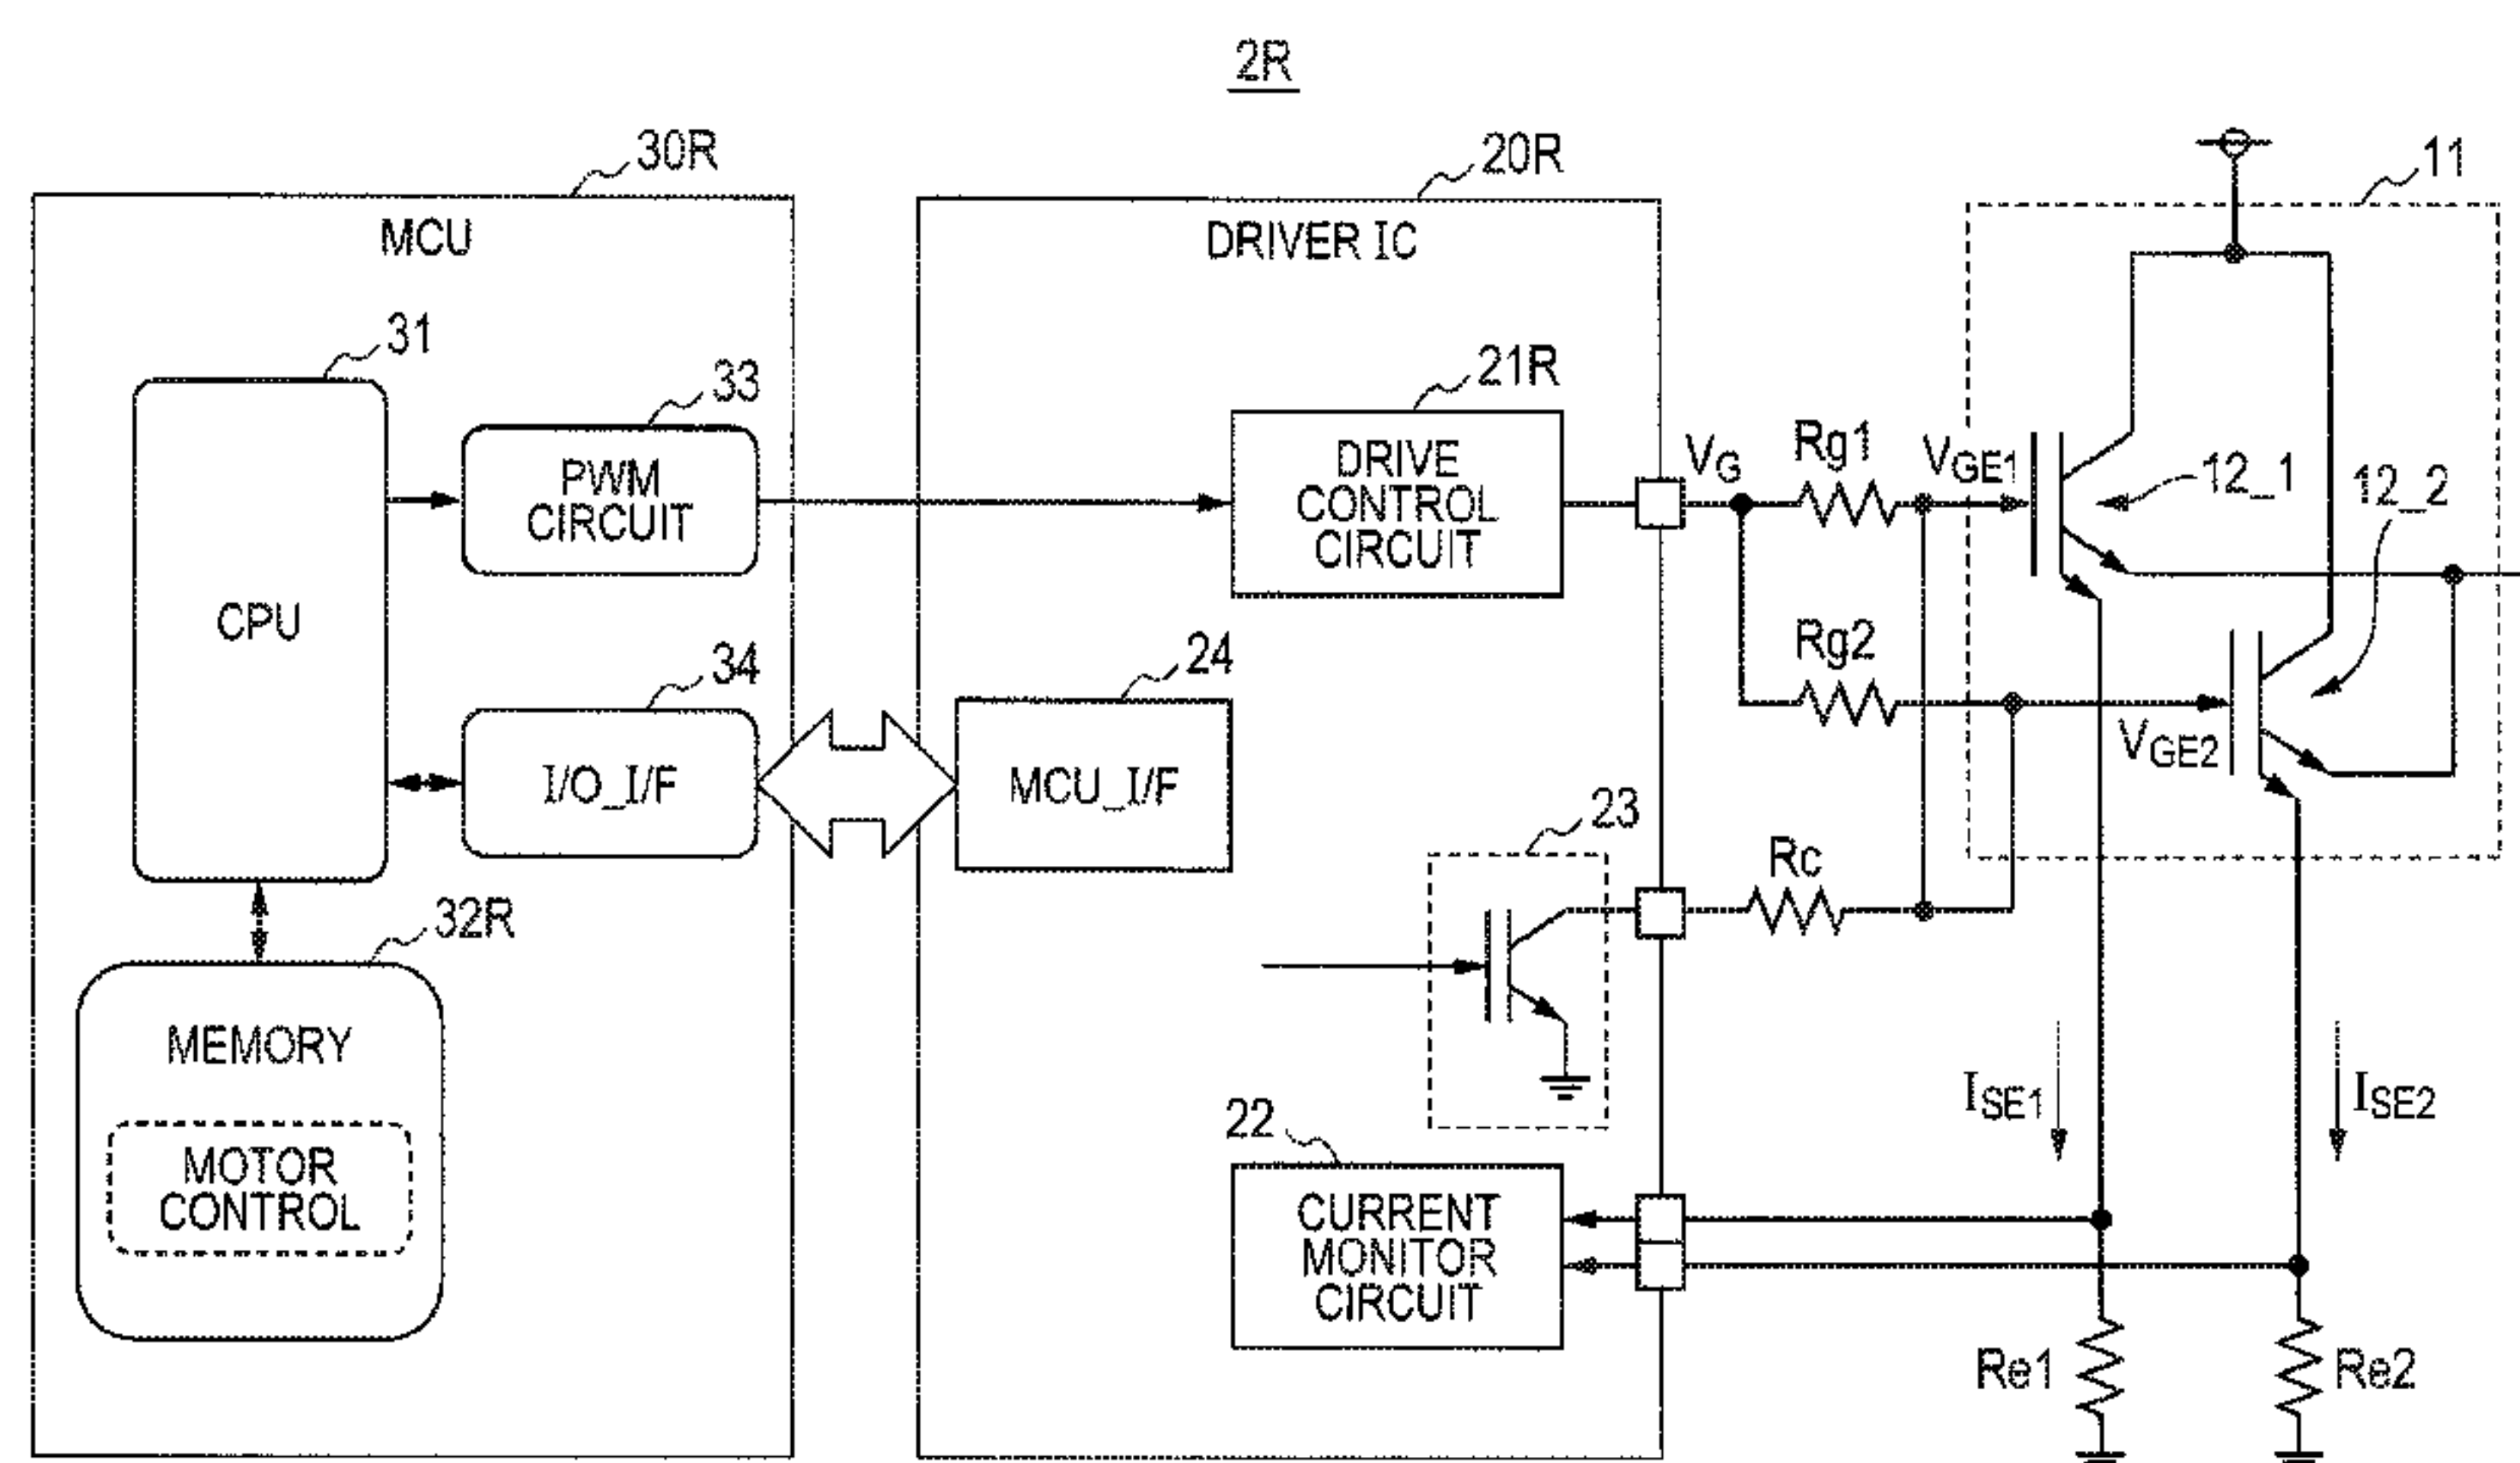 2R
30R
MCU
20R
DRIVER IC
11
31
CPU
33
PWM
CIRCUIT
21R
DRIVE
CONTROL
CIRCUIT
VG
Rg1
VGE1
12_1
12_2
34
I/O_I/F
24
MCU_I/F
Rg2
VGE2
32R
MEMORY
MOTOR
CONTROL
23
Rc
22
CURRENT
MONITOR
CIRCUIT
ISE1
ISE2
Re1
Re2